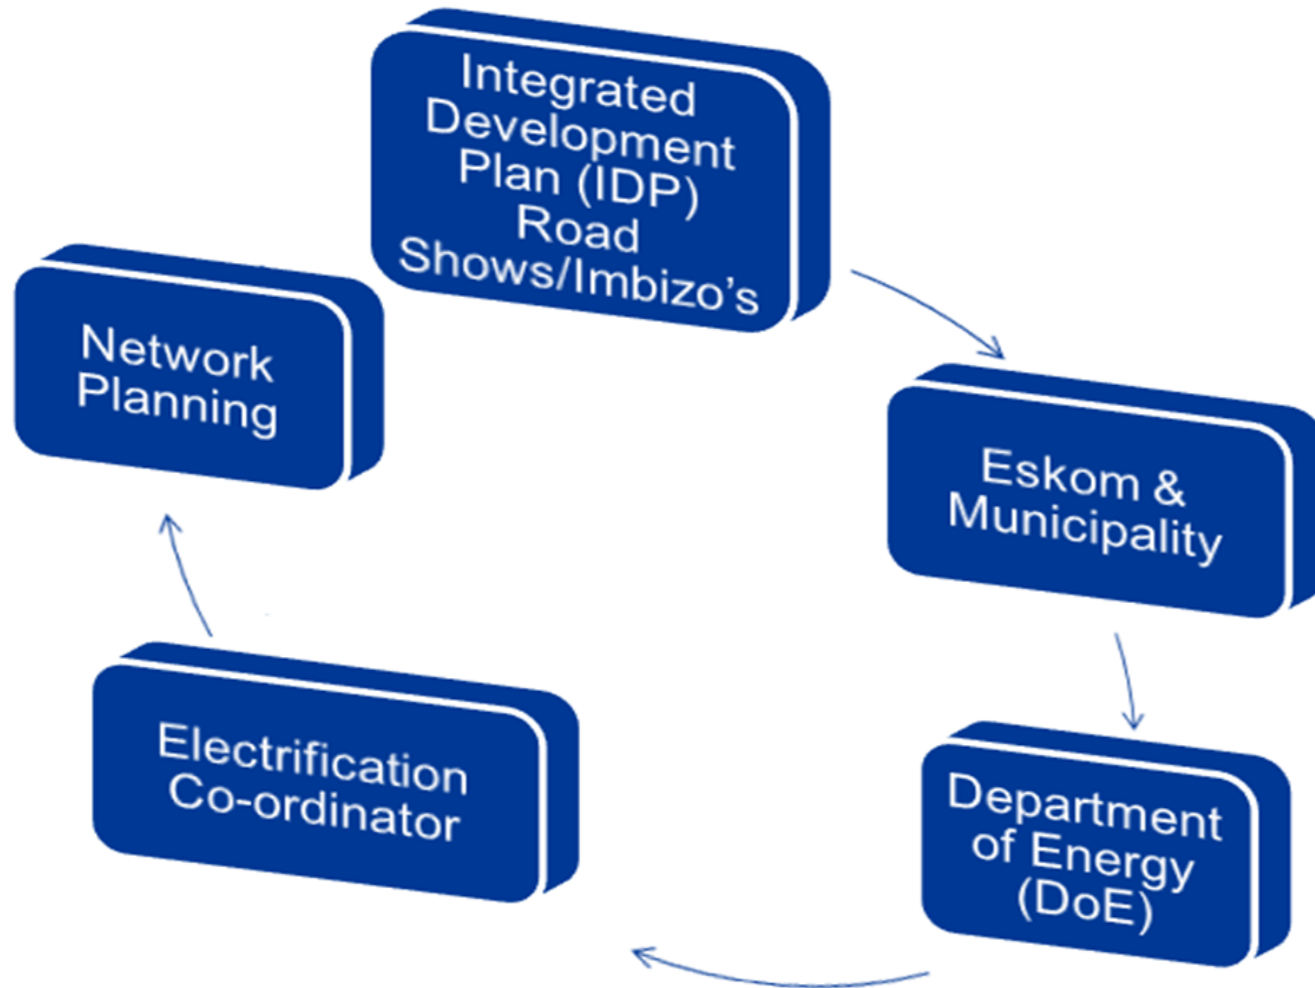 Integrated
Development
Plan (IDP)
Road
Shows/Imbizo’s
Eskom &
Municipality
Department
of Energy
(DoE)
Electrification
Co-ordinator
Network
Planning